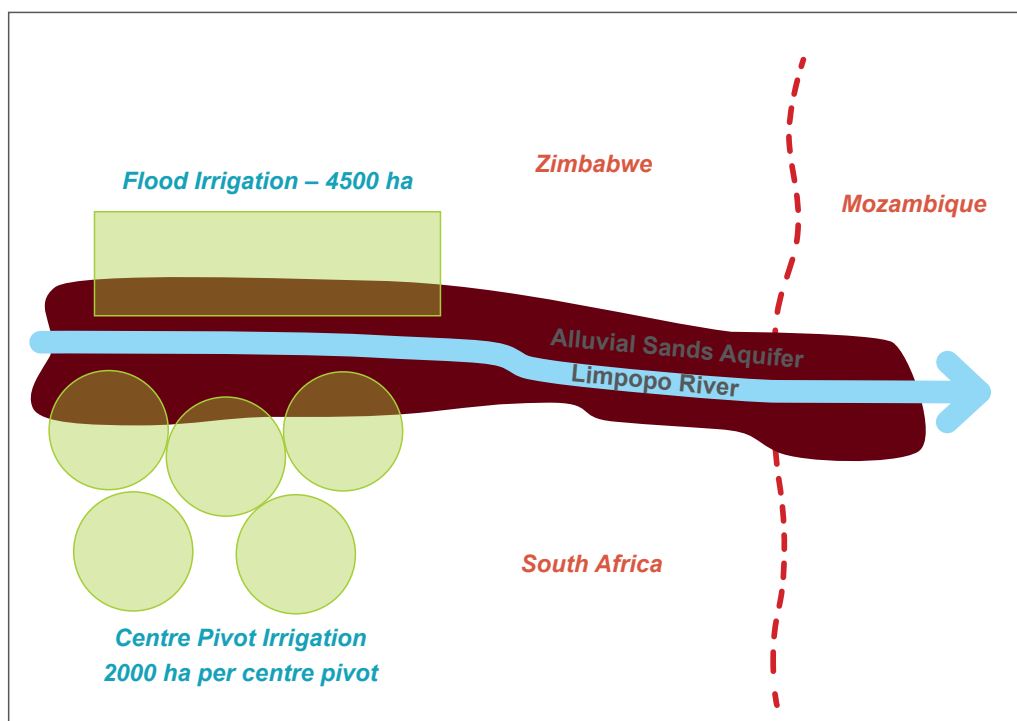 Zimbabwe
Flood Irrigation – 4500 ha
Mozambique
Alluvial Sands Aquifer
Limpopo River
South Africa
Centre Pivot Irrigation
2000 ha per centre pivot